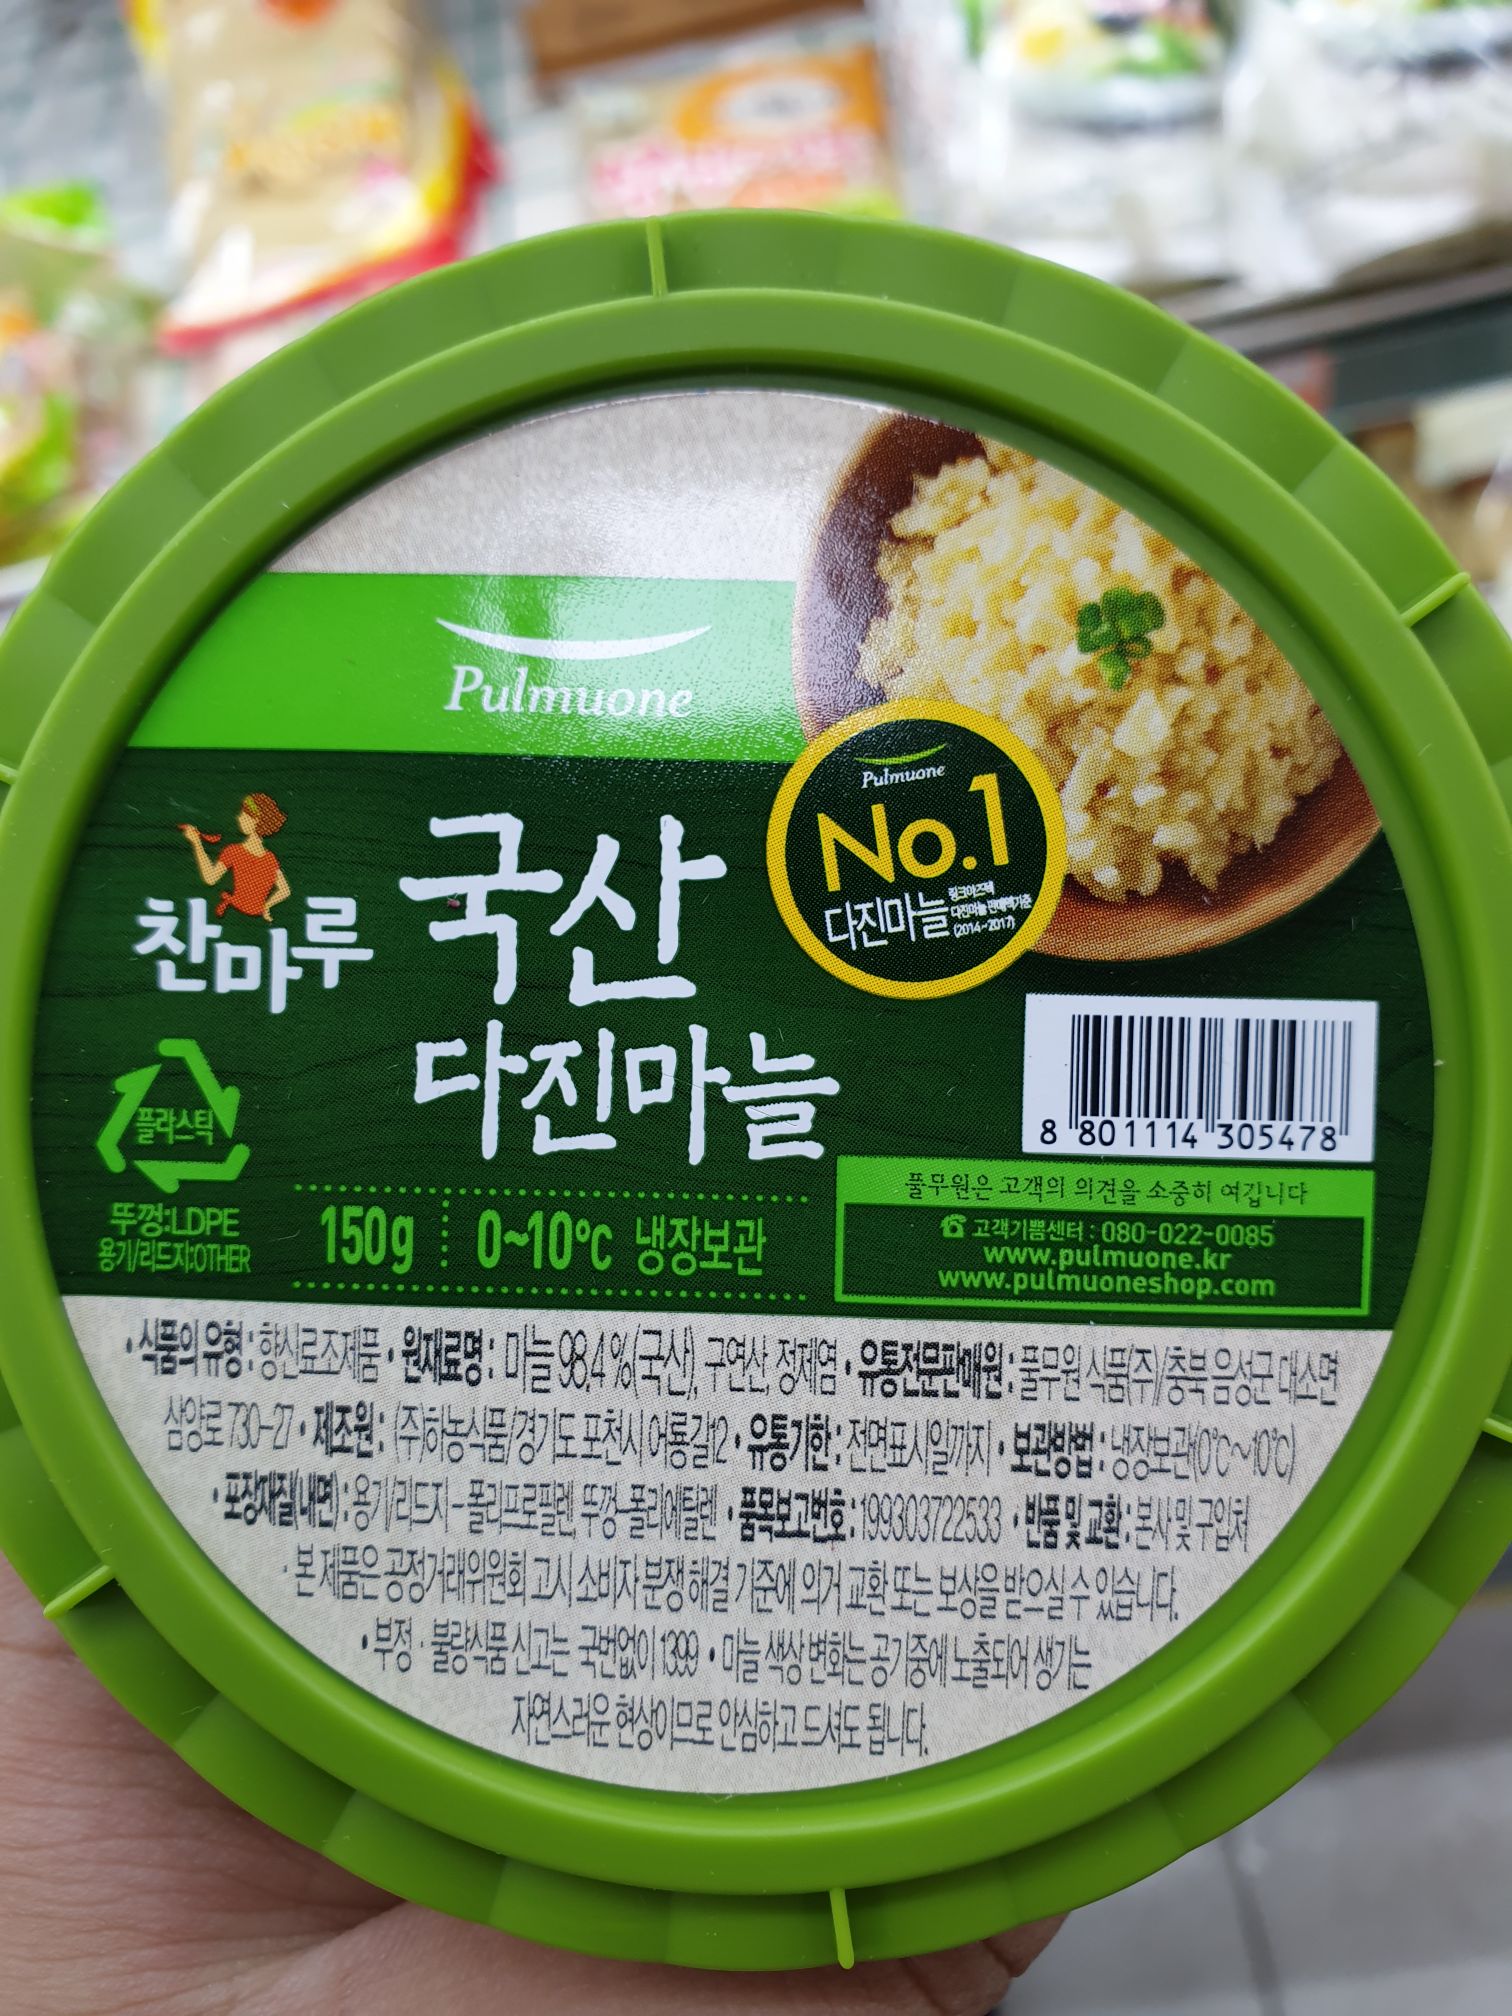 Pulmuone
Pulmuone
No.1
다진마늘
링크아즈텍
다진마늘 판매액기준
(2014~2017)
찬마루
국산
다진마늘
플라스틱
뚜껑:LDPE
용기/리드지:OTHER
150g
0~10℃ 냉장보관
8 801114 305478
풀무원은 고객의 의견을 소중히 여깁니다
☎ 고객기쁨센터 : 080-022-0085
www.pulmuone.kr
www.pulmuoneshop.com
•식품의 유형 : 향신료조제품 • 원재료명 : 마늘 98.4 %(국산), 구연산, 정제염 • 유통전문판매원 : 풀무원 식품(주)/충북 음성군 대소면
삼양로 730-27 • 제조원 : (주)하농식품/경기도 포천시 어룡길12 • 유통기한 : 전면표시일까지 • 보관방법 : 냉장보관(0℃~10℃)
•포장재질(내면) : 용기/리드지 - 폴리프로필렌, 뚜껑-폴리에틸렌 • 품목보고번호 : 199303722533 • 반품 및 교환 : 본사 및 구입처
· 본 제품은 공정거래위원회 고시 소비자 분쟁 해결 기준에 의거 교환 또는 보상을 받으실 수 있습니다.
•부정 · 불량식품 신고는 국번없이 1399 • 마늘 색상 변화는 공기중에 노출되어 생기는
자연스러운 현상이므로 안심하고 드셔도 됩니다.